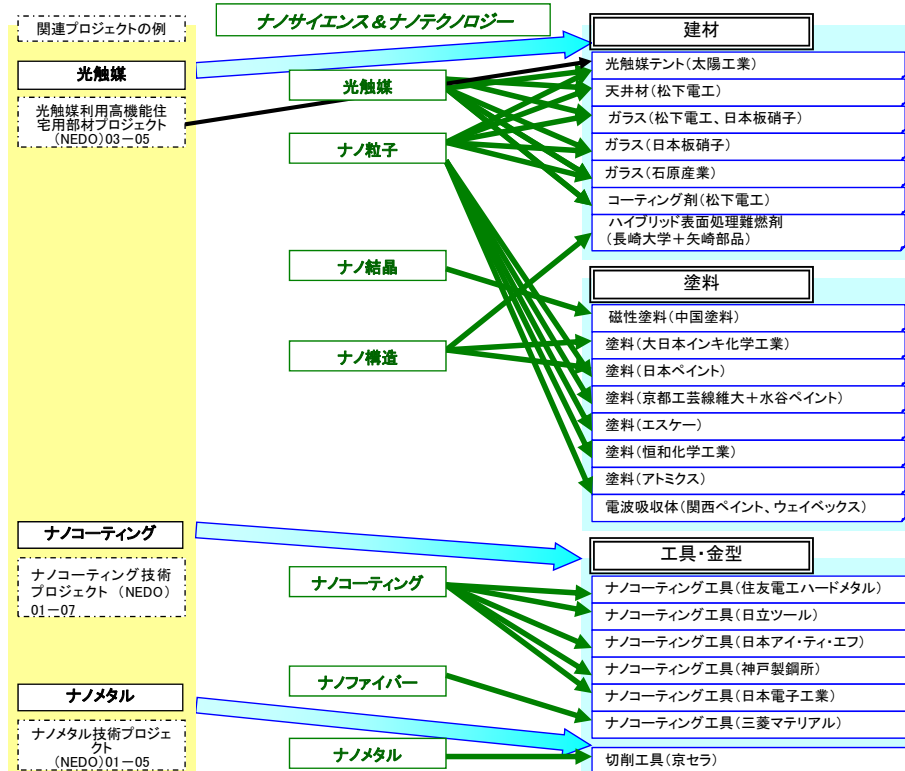 関連プロジェクトの例
ナノサイエンス＆ナノテクノロジー
光触媒
光触媒利用高機能住
宅用部材プロジェクト
(NEDO)03－05
ナノコーティング
ナノコーティング技術
プロジェクト (NEDO)
01－07
ナノメタル
ナノメタル技術プロジェ
クト
(NEDO)01－05
光触媒
ナノ粒子
ナノ結晶
ナノ構造
ナノコーティング
ナノファイバー
ナノメタル
建材
光触媒テント(太陽工業)
天井材(松下電工)
ガラス(松下電工、日本板硝子)
ガラス(日本板硝子)
ガラス(石原産業)
コーティング剤(松下電工)
ハイブリッド表面処理難燃剤
(長崎大学＋矢崎部品)
塗料
磁性塗料(中国塗料)
塗料(大日本インキ化学工業)
塗料(日本ペイント)
塗料(京都工芸線維大＋水谷ペイント)
塗料(エスケー)
塗料(恒和化学工業)
塗料(アトミクス)
電波吸収体(関西ペイント、ウェイベックス)
工具・金型
ナノコーティング工具(住友電工ハードメタル)
ナノコーティング工具(日立ツール)
ナノコーティング工具(日本アイ・ティ・エフ)
ナノコーティング工具(神戸製鋼所)
ナノコーティング工具(日本電子工業)
ナノコーティング工具(三菱マテリアル)
切削工具(京セラ)